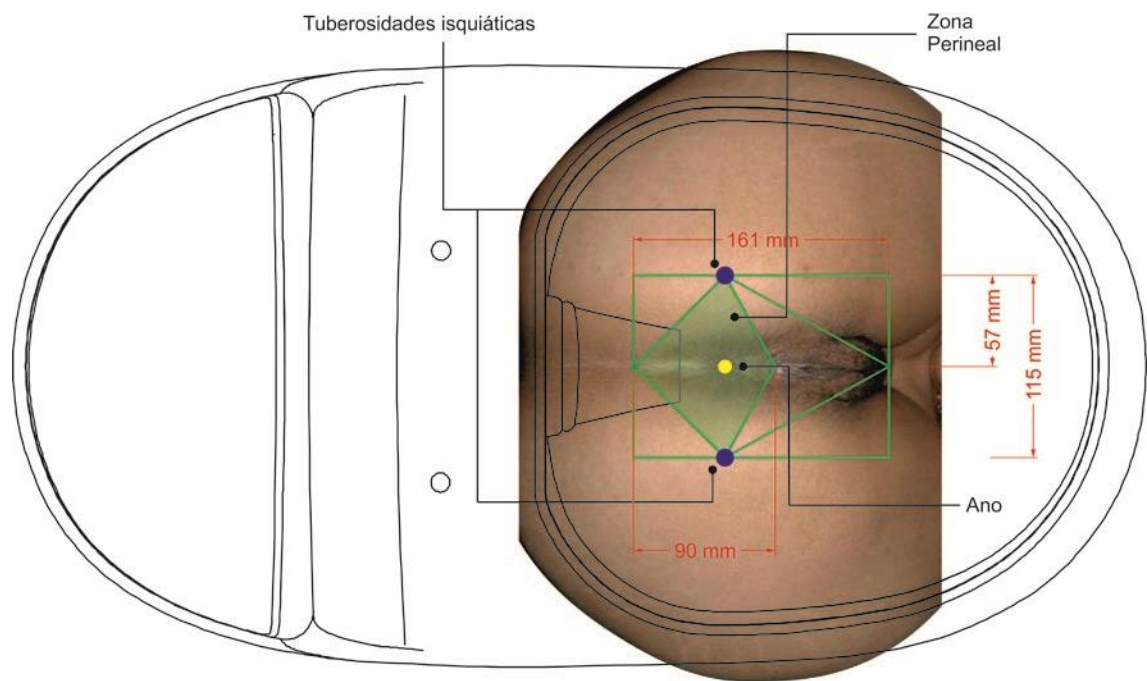 Tuberosidades isquiáticas
Zona
Perineal
161 mm
57 mm
115 mm
Ano
90 mm